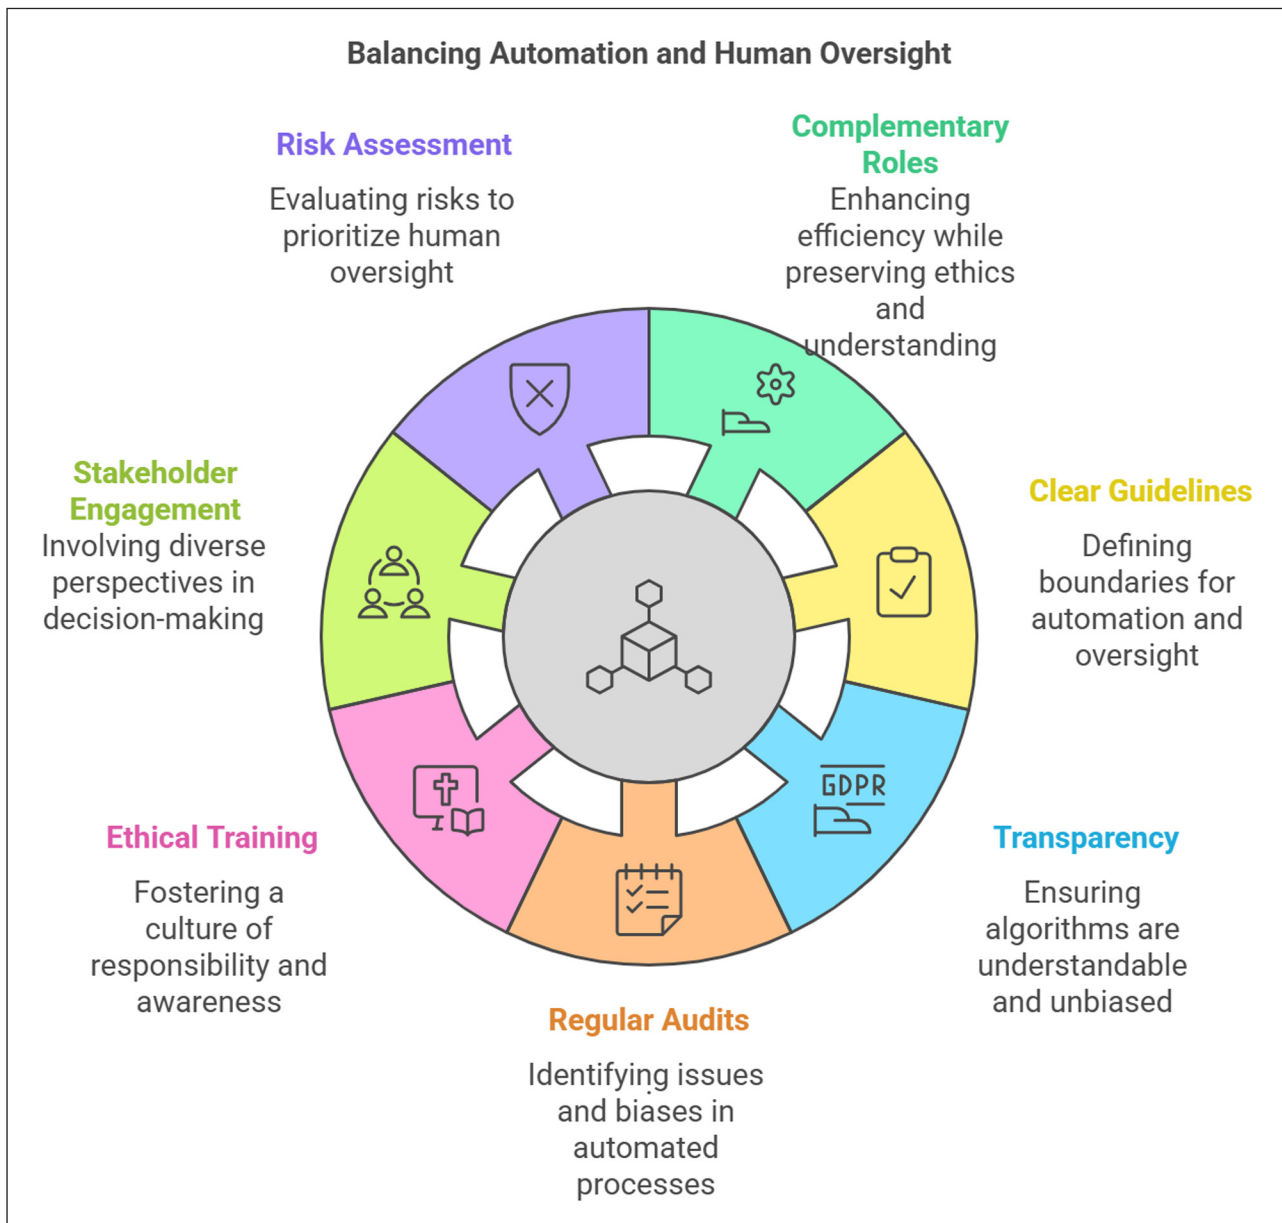 Balancing Automation and Human Oversight
Risk Assessment
Evaluating risks to
prioritize human
oversight
Complementary
Roles
Enhancing
efficiency while
preserving ethics
and
understanding
Clear Guidelines
Defining
boundaries for
automation and
oversight
GDPR
Transparency
Ensuring
algorithms are
understandable
and unbiased
Regular Audits
Identifying issues
and biases in
automated
processes
Ethical Training
Fostering a
culture of
responsibility and
awareness
Stakeholder
Engagement
Involving diverse
perspectives in
decision-making